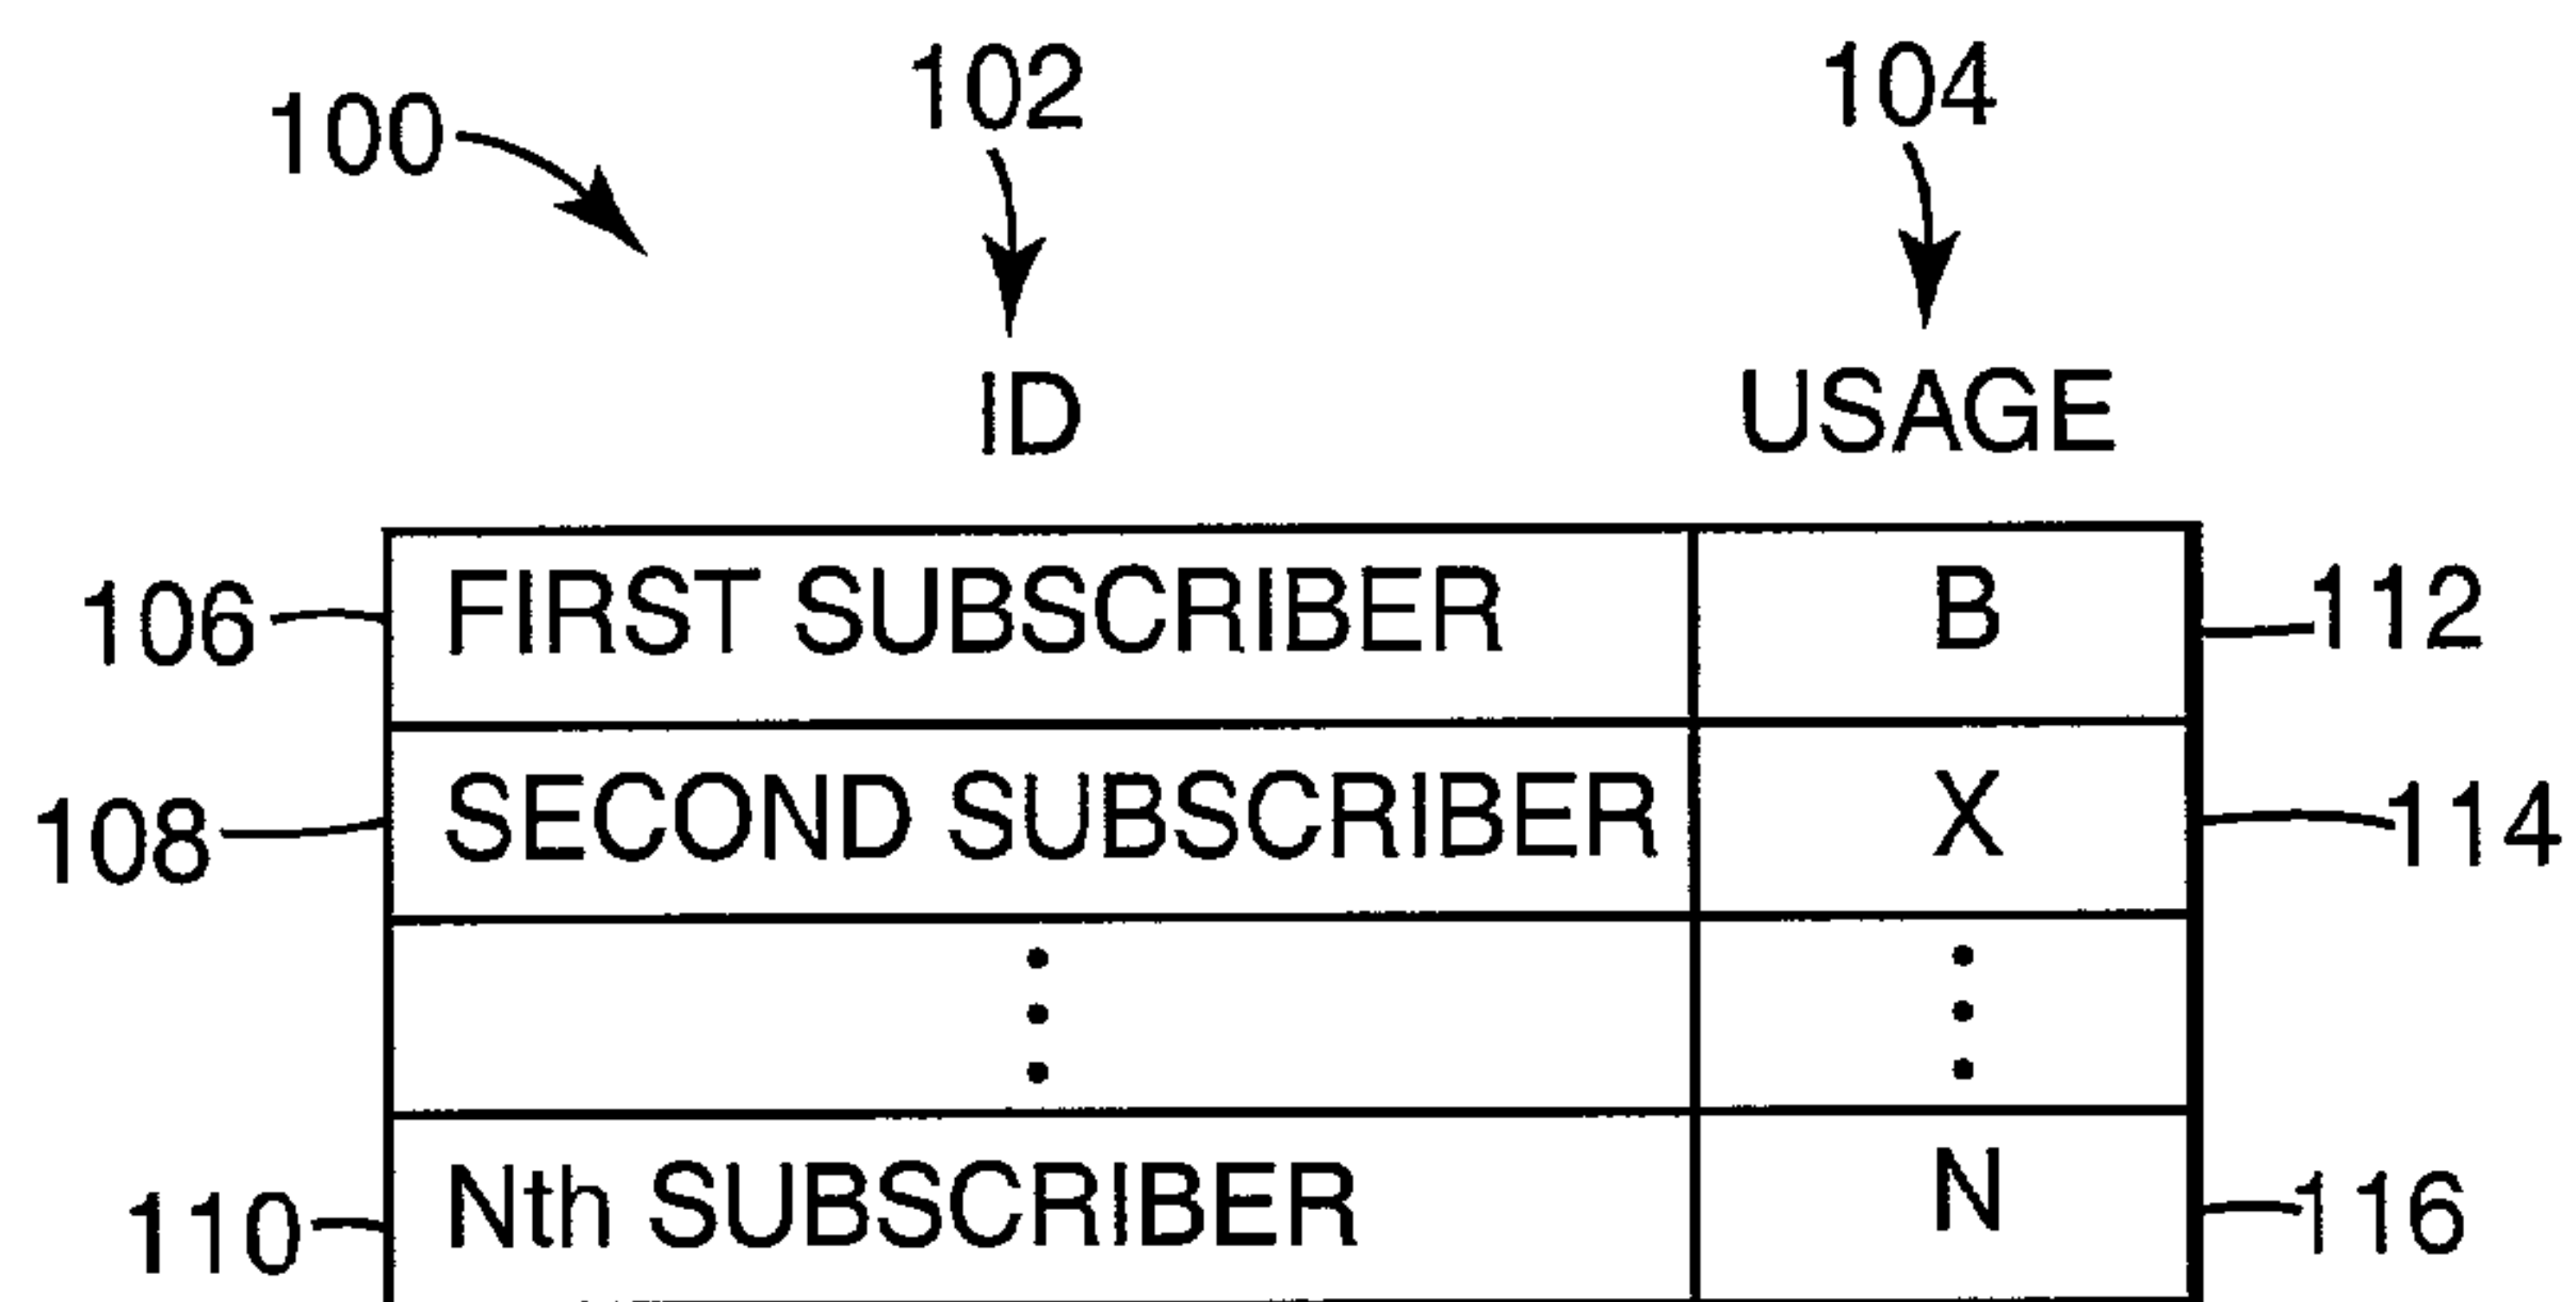 100 102 104
ID USAGE
106 FIRST SUBSCRIBER B 112
108 SECOND SUBSCRIBER X 114
110 Nth SUBSCRIBER N 116